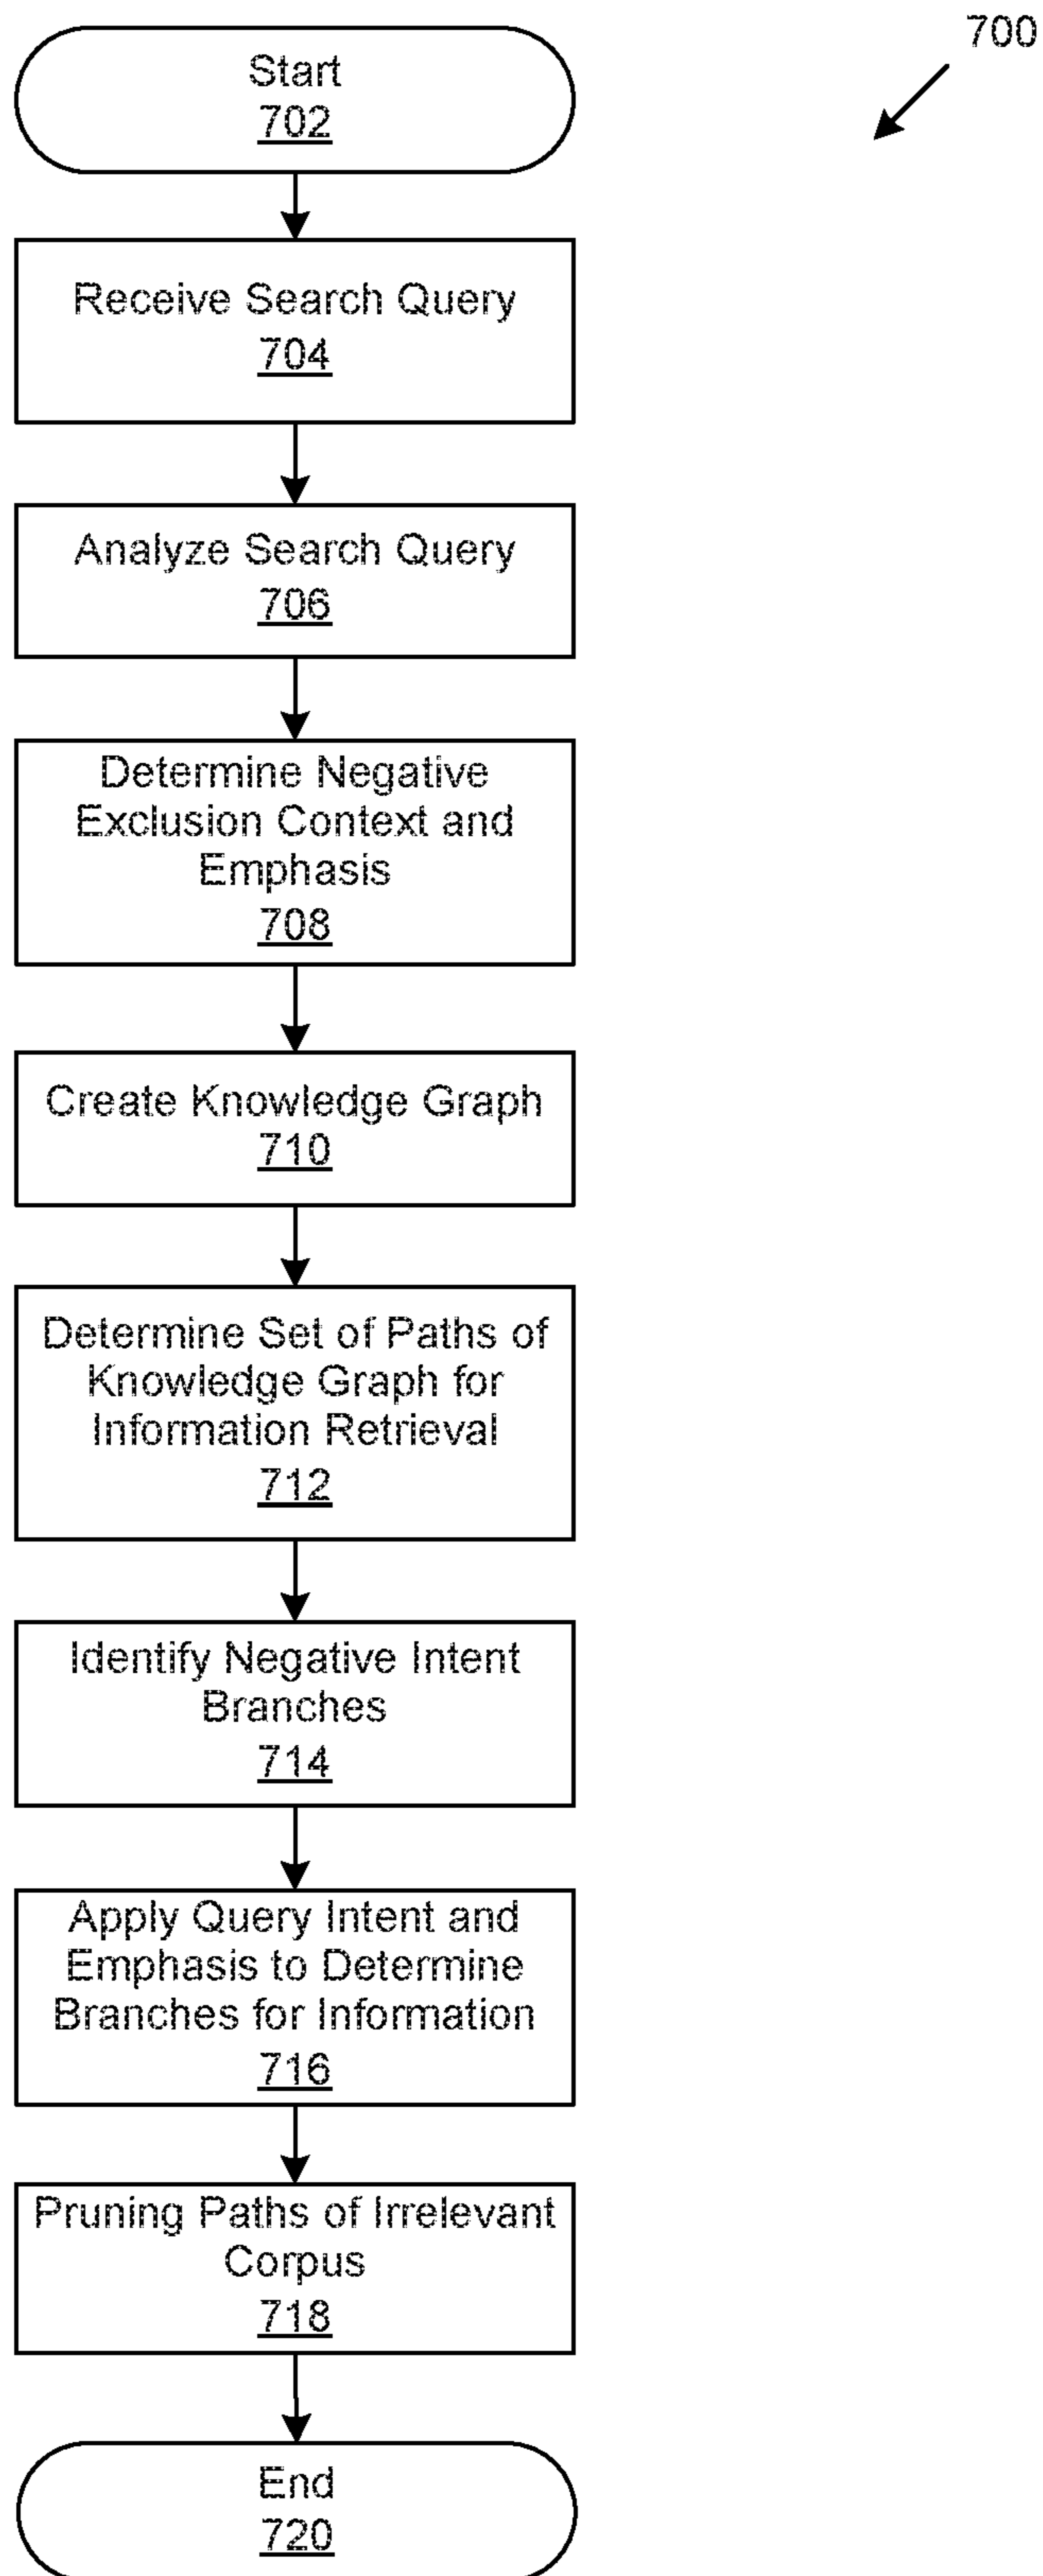 700
Start
702
Receive Search Query
704
Analyze Search Query
706
Determine Negative
Exclusion Context and
Emphasis
708
Create Knowledge Graph
710
Determine Set of Paths of
Knowledge Graph for
Information Retrieval
712
Identify Negative Intent
Branches
714
Apply Query Intent and
Emphasis to Determine
Branches for Information
716
Pruning Paths of Irrelevant
Corpus
718
End
720